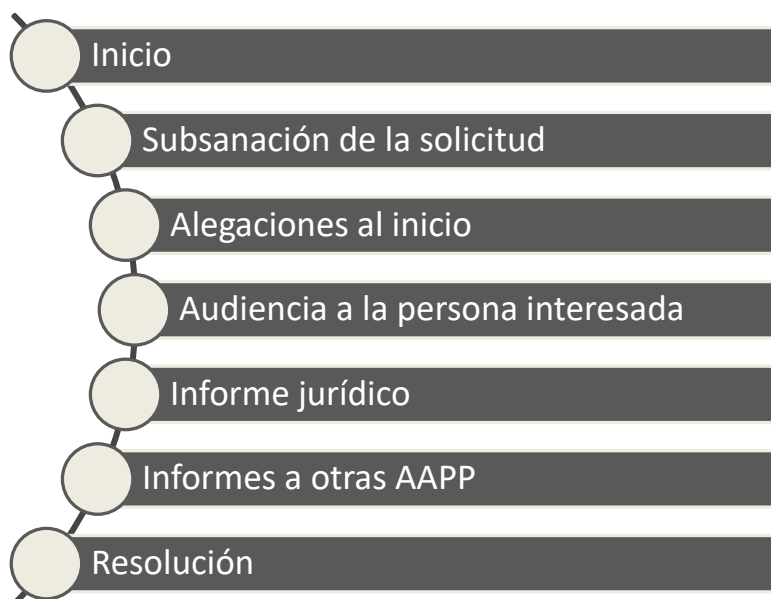 Inicio
Subsanación de la solicitud
Alegaciones al inicio
Audiencia a la persona interesada
Informe jurídico
Informes a otras AAPP
Resolución